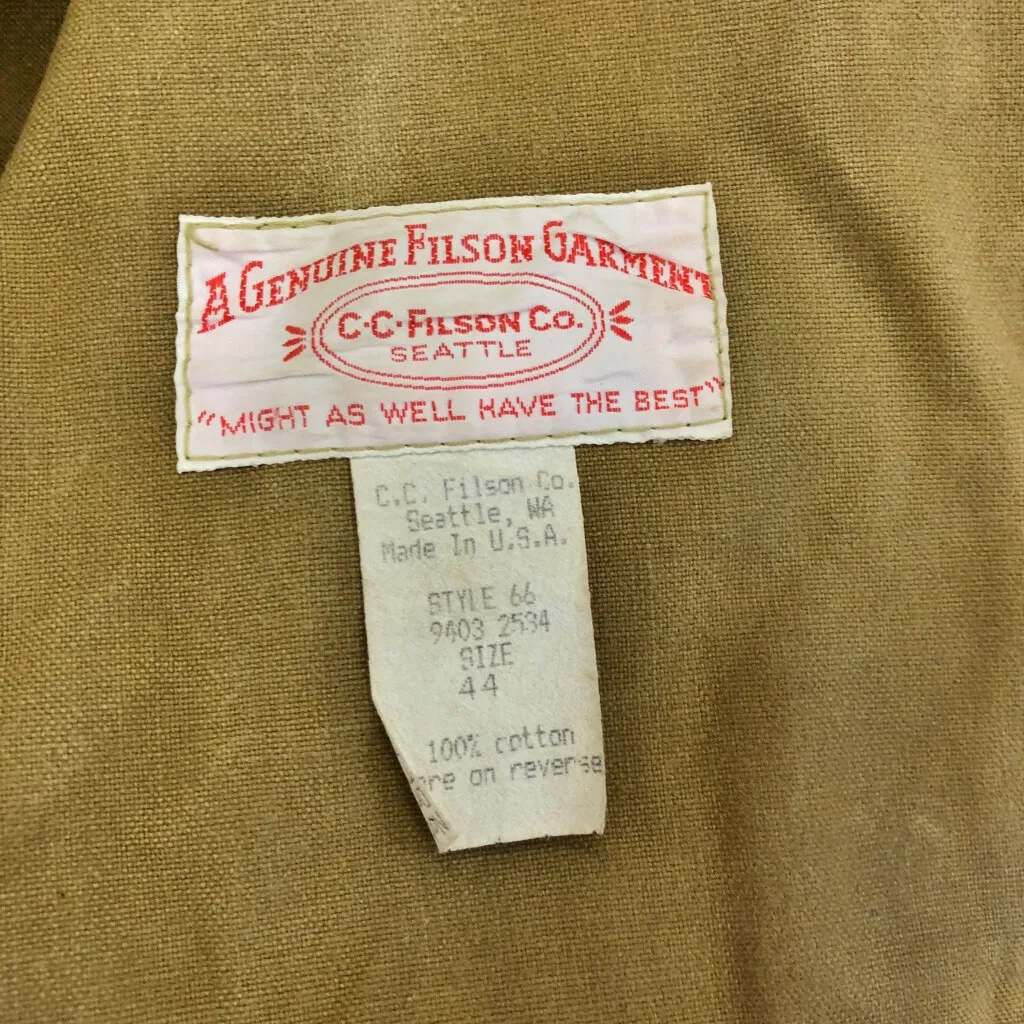 A GENUINE FILSON GARMENT
C·C·FILSON CO.
SEATTLE
"MIGHT AS WELL HAVE THE BEST"
C.C. Filson Co.
Seattle, WA
Made In U.S.A.
STYLE 66
9403 2534
SIZE
44
100% cotton
on reverse